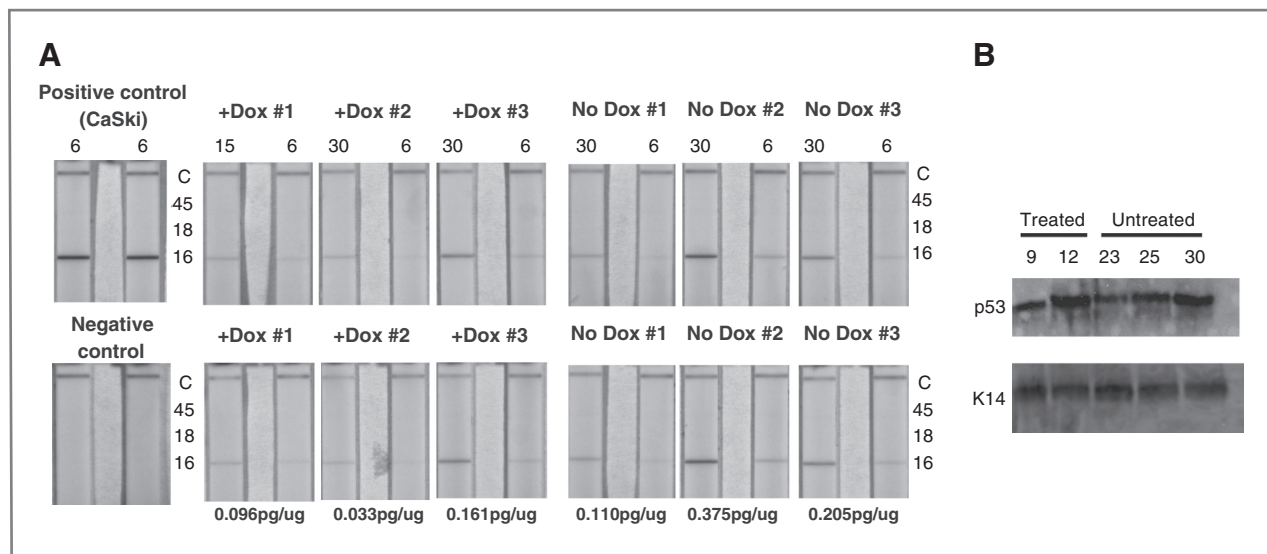 A
B
Positive control
(CaSki)
+Dox #1
+Dox #2
+Dox #3
No Dox #1
No Dox #2
No Dox #3
6 6
15 6
30 6
30 6
30 6
30 6
30 6
C
45
18
16
C
45
18
16
Negative
control
+Dox #1
+Dox #2
+Dox #3
No Dox #1
No Dox #2
No Dox #3
C
45
18
16
C
45
18
16
0.096pg/ug
0.033pg/ug
0.161pg/ug
0.110pg/ug
0.375pg/ug
0.205pg/ug
Treated Untreated
9 12 23 25 30
p53
K14